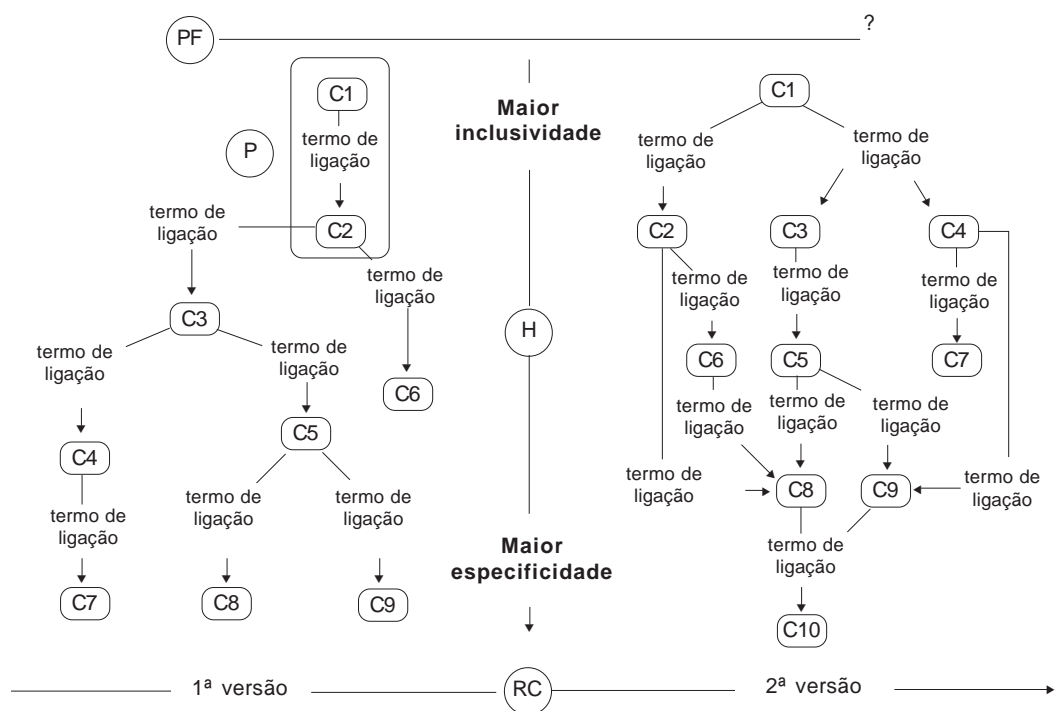 PF
?
C1
termo de
ligação
P
C2
termo de
ligação
termo de
ligação
C3
termo de
ligação
termo de
ligação
C6
C4
C5
termo de
ligação
termo de
ligação
termo de
ligação
C7
C8
C9
Maior
inclusividade
H
Maior
especificidade
C1
termo de
ligação
termo de
ligação
C2
C3
C4
termo de
ligação
termo de
ligação
termo de
ligação
C6
C5
C7
termo de
ligação
termo de
ligação
termo de
ligação
termo de
ligação
C8
C9
termo de
ligação
termo de
ligação
C10
1ª versão
RC
2ª versão